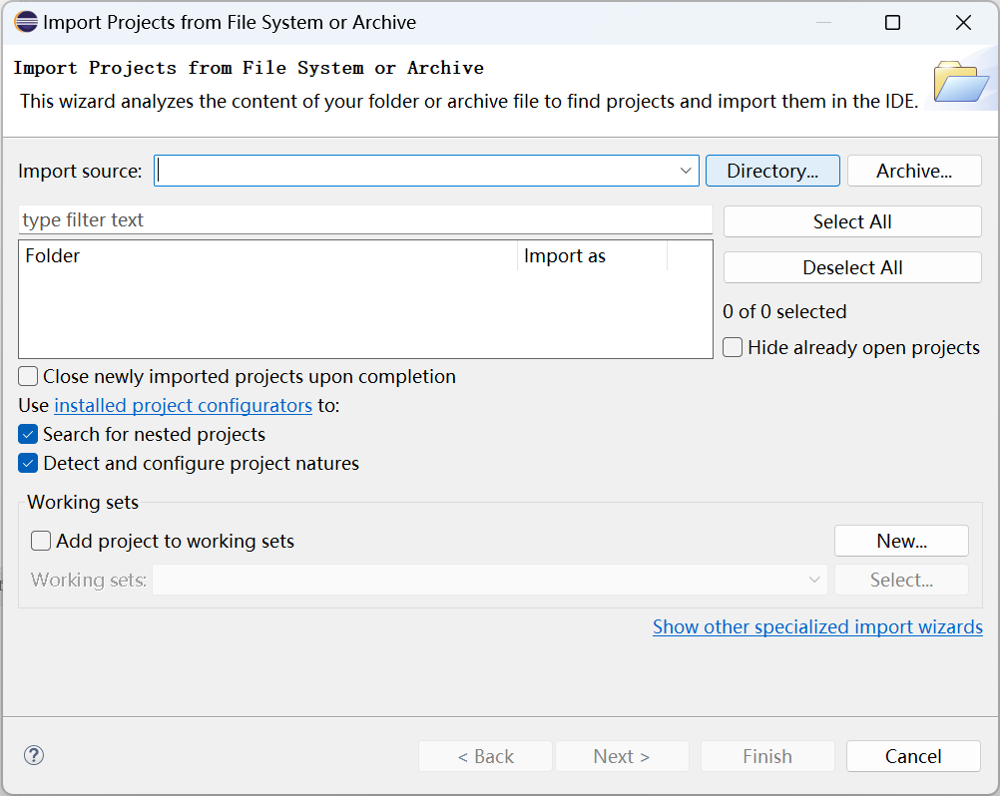 Import Projects from File System or Archive
Import Projects from File System or Archive
This wizard analyzes the content of your folder or archive file to find projects and import them in the IDE.
Import source: Directory... Archive...
type filter text Select All
Folder Import as
Deselect All
0 of 0 selected
Hide already open projects
Close newly imported projects upon completion
Use installed project configurators to:
Search for nested projects
Detect and configure project natures
Working sets
Add project to working sets New...
Working sets: Select...
Show other specialized import wizards
? < Back Next > Finish Cancel